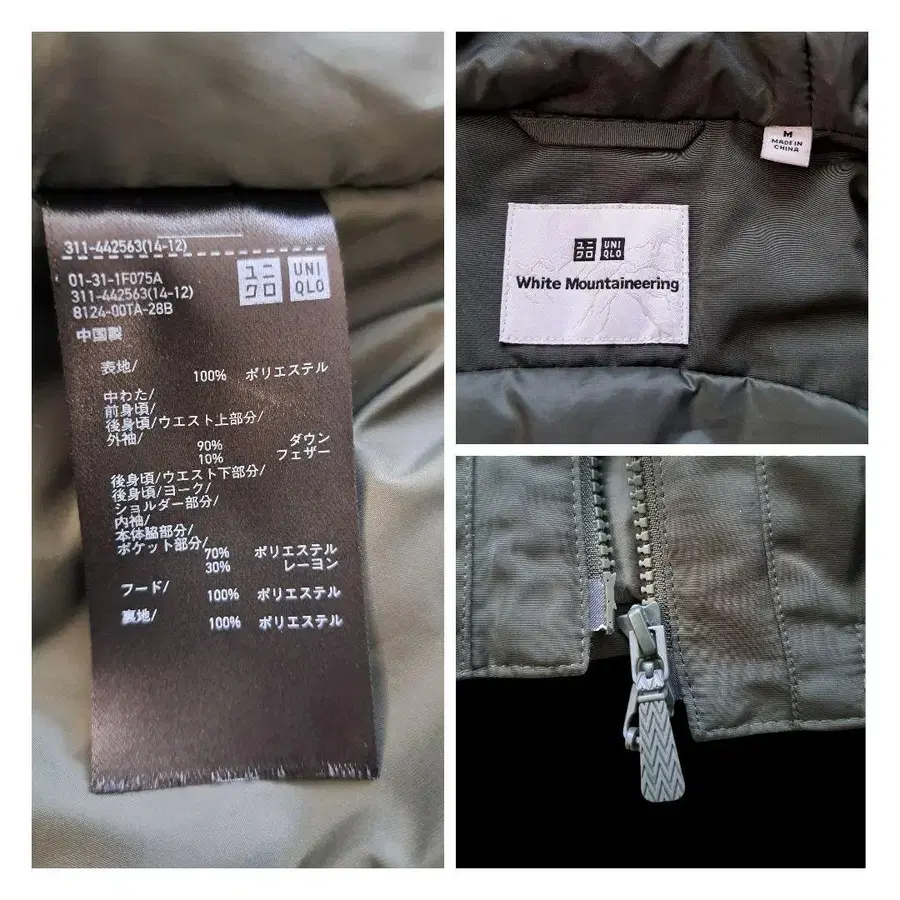 311-442563(14-12)
01-31-1F075A
311-442563(14-12)
8124-00TA-28B
ユニ
クロ
UNI
QLO
中国製
表地/
100% ポリエステル
中わた/
前身頃/
後身頃/ウエスト上部分/
外袖/
90% ダウン
10% フェザー
後身頃/ウエスト下部分/
後身頃/ヨーク/
ショルダー部分/
内袖/
本体脇部分/
ポケット部分/
70% ポリエステル
30% レーヨン
フード/
100% ポリエステル
裏地/
100% ポリエステル
M
MADE IN
CHINA
ユニ
クロ
UNI
QLO
White Mountaineering